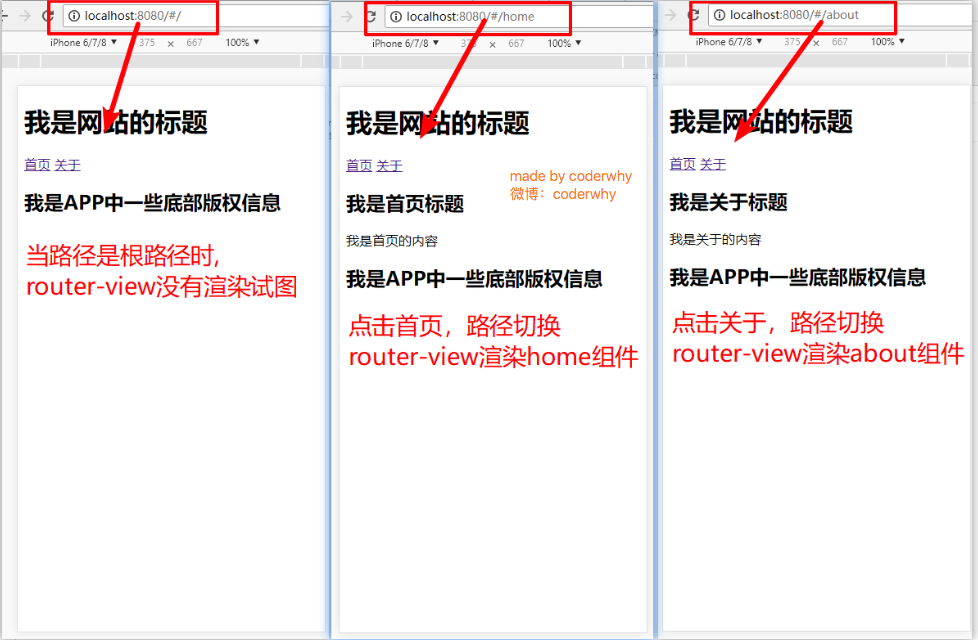 localhost:8080/#/
iPhone 6/7/8 ▼ 375 × 667 100% ▼
我是网站的标题
首页 关于
我是APP中一些底部版权信息
当路径是根路径时,
router-view没有渲染试图
localhost:8080/#/home
iPhone 6/7/8 ▼ 375 × 667 100% ▼
我是网站的标题
首页 关于
made by coderwhy
微博：coderwhy
我是首页标题
我是首页的内容
我是APP中一些底部版权信息
点击首页，路径切换
router-view渲染home组件
localhost:8080/#/about
iPhone 6/7/8 ▼ 375 × 667 100% ▼
我是网站的标题
首页 关于
我是关于标题
我是关于的内容
我是APP中一些底部版权信息
点击关于，路径切换
router-view渲染about组件